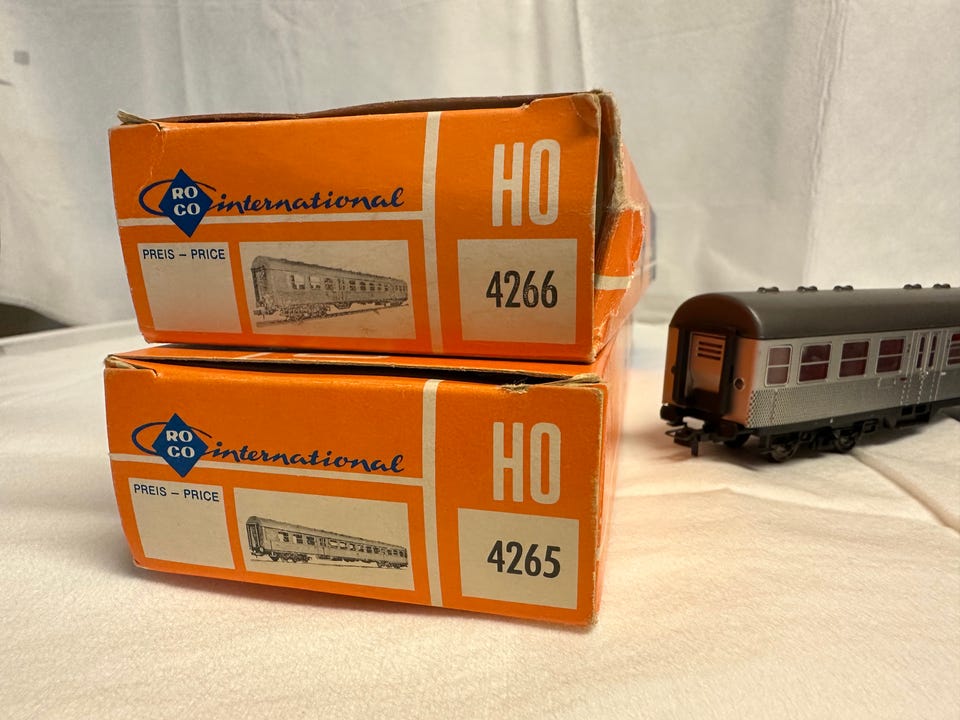 RO
CO
international
HO
PREIS – PRICE
4266
RO
CO
international
HO
PREIS – PRICE
4265